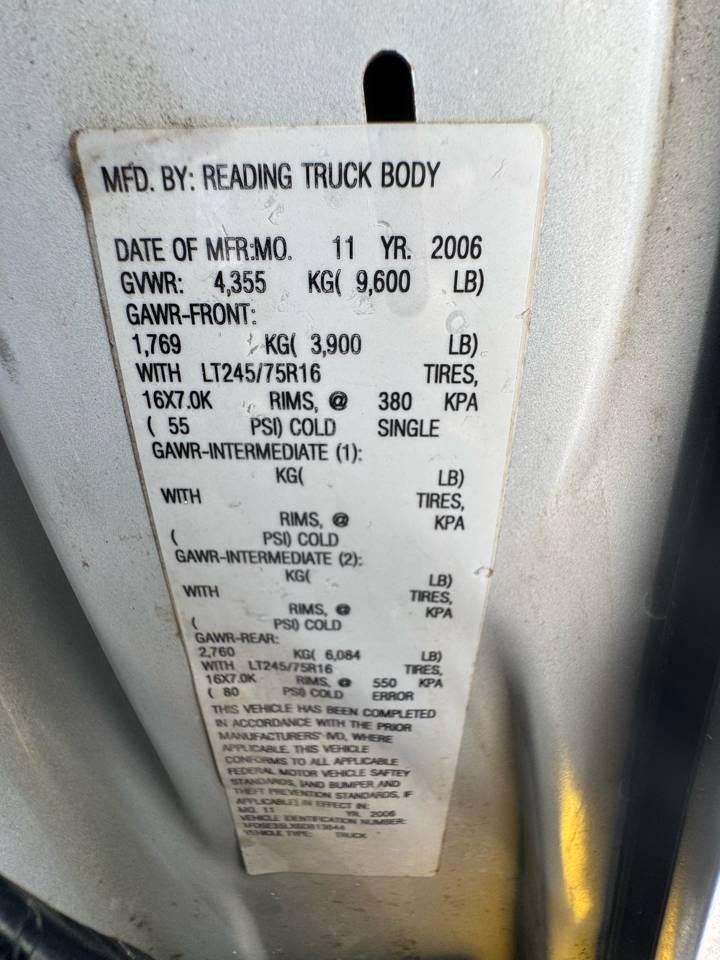 MFD. BY: READING TRUCK BODY
DATE OF MFR:MO. 11 YR. 2006
GVWR: 4,355 KG( 9,600 LB)
GAWR-FRONT:
1,769 KG( 3,900 LB)
WITH LT245/75R16 TIRES,
16X7.0K RIMS, @ 380 KPA
( 55 PSI) COLD SINGLE
GAWR-INTERMEDIATE (1):
KG( LB)
WITH TIRES,
RIMS, @ KPA
( PSI) COLD
GAWR-INTERMEDIATE (2):
KG( LB)
WITH TIRES,
RIMS, @ KPA
( PSI) COLD
GAWR-REAR:
2,760 KG( 6,084 LB)
WITH LT245/75R16 TIRES,
16X7.0K RIMS, @ 550 KPA
( 80 PSI) COLD ERROR
THIS VEHICLE HAS BEEN COMPLETED
IN ACCORDANCE WITH THE PRIOR
MANUFACTURERS' IVD, WHERE
APPLICABLE. THIS VEHICLE
CONFORMS TO ALL APPLICABLE
FEDERAL MOTOR VEHICLE SAFTEY
STANDARDS, [AND BUMPER AND
THEFT PREVENTION STANDARDS, IF
APPLICABLE] IN EFFECT IN:
MO. 11 YR. 2006
VEHICLE IDENTIFICATION NUMBER:
VEHICLE TYPE: TRUCK